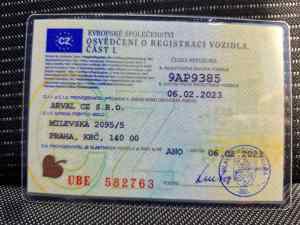 EVROPSKÉ SPOLEČENSTVÍ
CZ
OSVĚDČENÍ O REGISTRACI VOZIDLA
ČÁST I.
ČESKÁ REPUBLIKA
9AP9385
06.02.2023
ARVAL CZ S.R.O.
MILEVSKÁ 2095/5
PRAHA, KRČ, 140 00
ANO
06.02.2023
UBE 582763